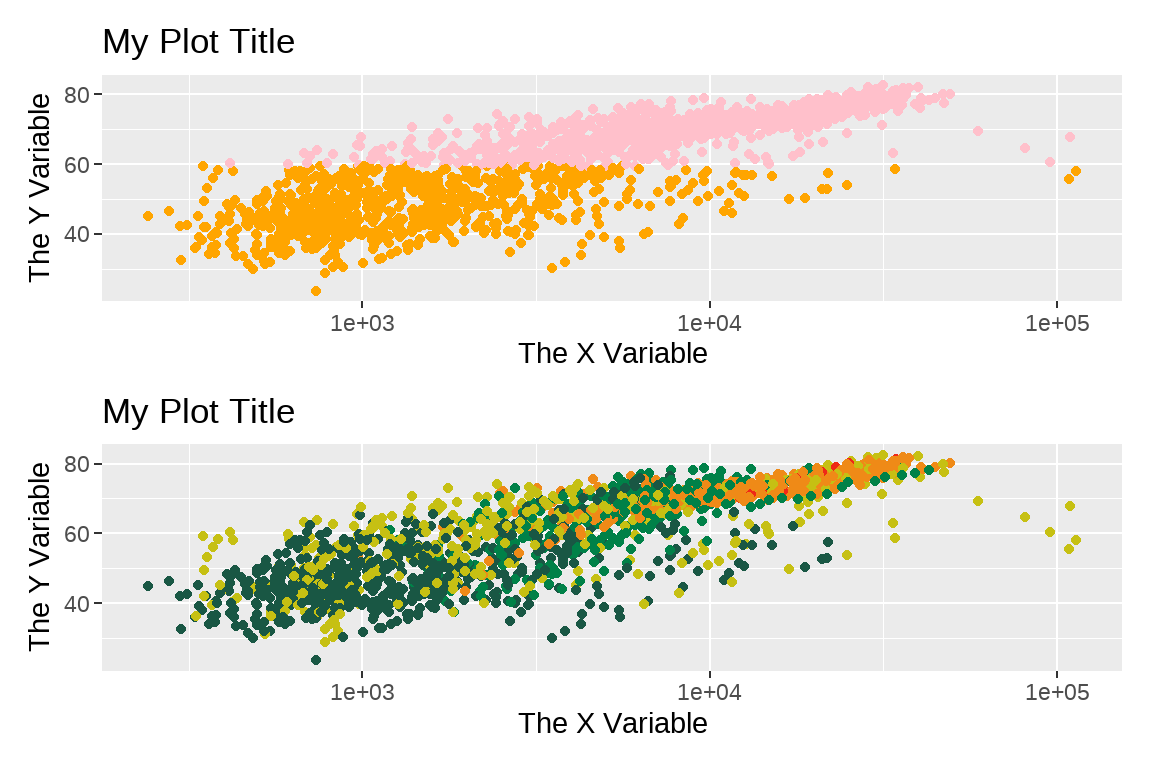 My Plot Title
The Y Variable
80
60
40
1e+03 1e+04 1e+05
The X Variable
My Plot Title
The Y Variable
80
60
40
1e+03 1e+04 1e+05
The X Variable